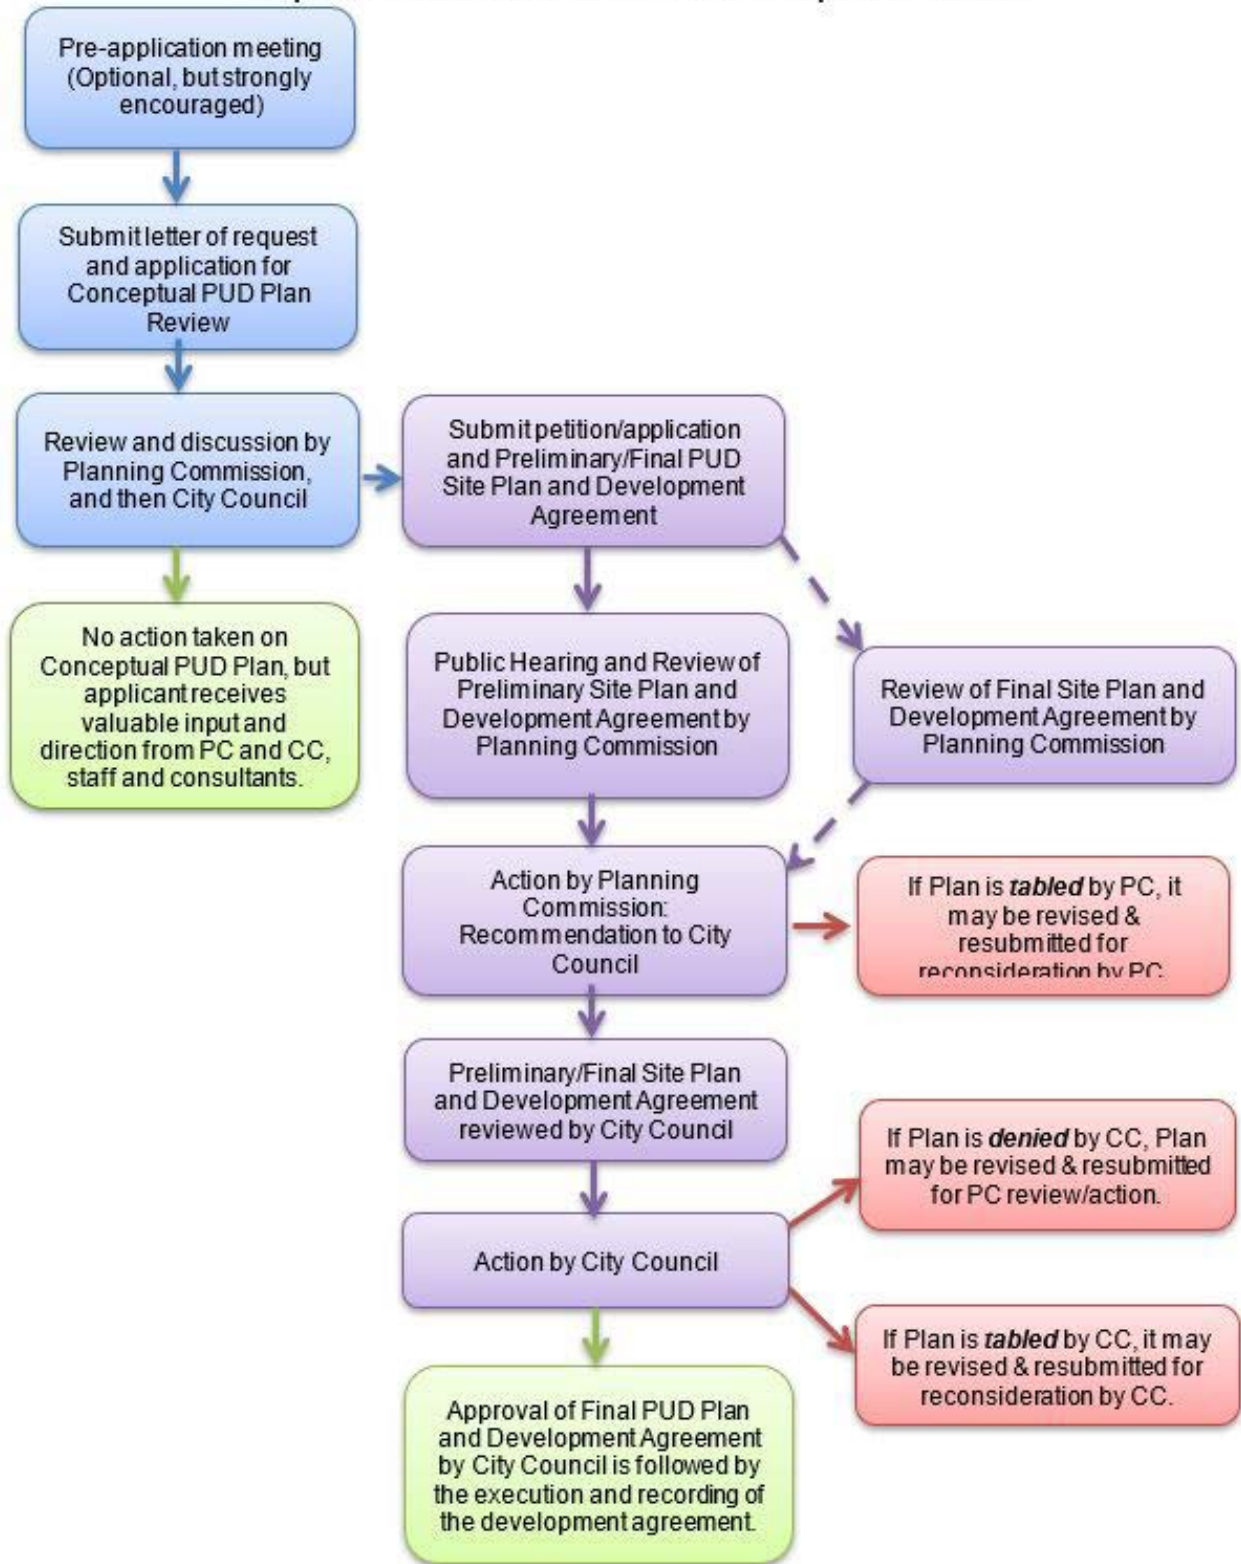 Pre-application meeting
(Optional, but strongly
encouraged)
Submit letter of request
and application for
Conceptual PUD Plan
Review
Review and discussion by
Planning Commission,
and then City Council
No action taken on
Conceptual PUD Plan, but
applicant receives
valuable input and
direction from PC and CC,
staff and consultants.
Submit petition/application
and Preliminary/Final PUD
Site Plan and Development
Agreement
Public Hearing and Review of
Preliminary Site Plan and
Development Agreement by
Planning Commission
Review of Final Site Plan and
Development Agreement by
Planning Commission
Action by Planning
Commission:
Recommendation to City
Council
If Plan is tabled by PC, it
may be revised &
resubmitted for
reconsideration by PC.
Preliminary/Final Site Plan
and Development Agreement
reviewed by City Council
Action by City Council
If Plan is denied by CC, Plan
may be revised & resubmitted
for PC review/action.
If Plan is tabled by CC, it may
be revised & resubmitted for
reconsideration by CC.
Approval of Final PUD Plan
and Development Agreement
by City Council is followed by
the execution and recording of
the development agreement.